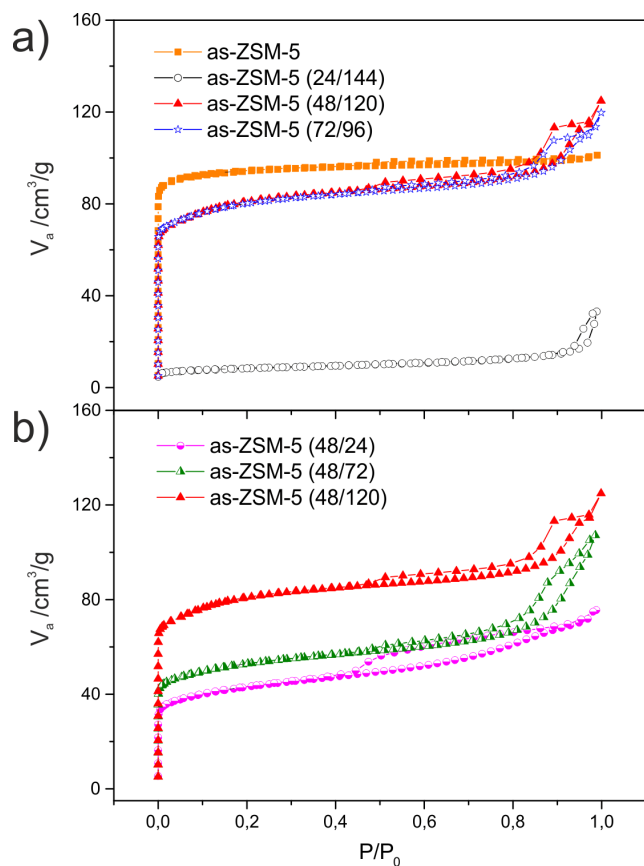 a)
160
120
80
40
0
V_a /cm³/g
as-ZSM-5
as-ZSM-5 (24/144)
as-ZSM-5 (48/120)
as-ZSM-5 (72/96)
b)
160
120
80
40
0
V_a /cm³/g
as-ZSM-5 (48/24)
as-ZSM-5 (48/72)
as-ZSM-5 (48/120)
0,0 0,2 0,4 0,6 0,8 1,0
P/P₀